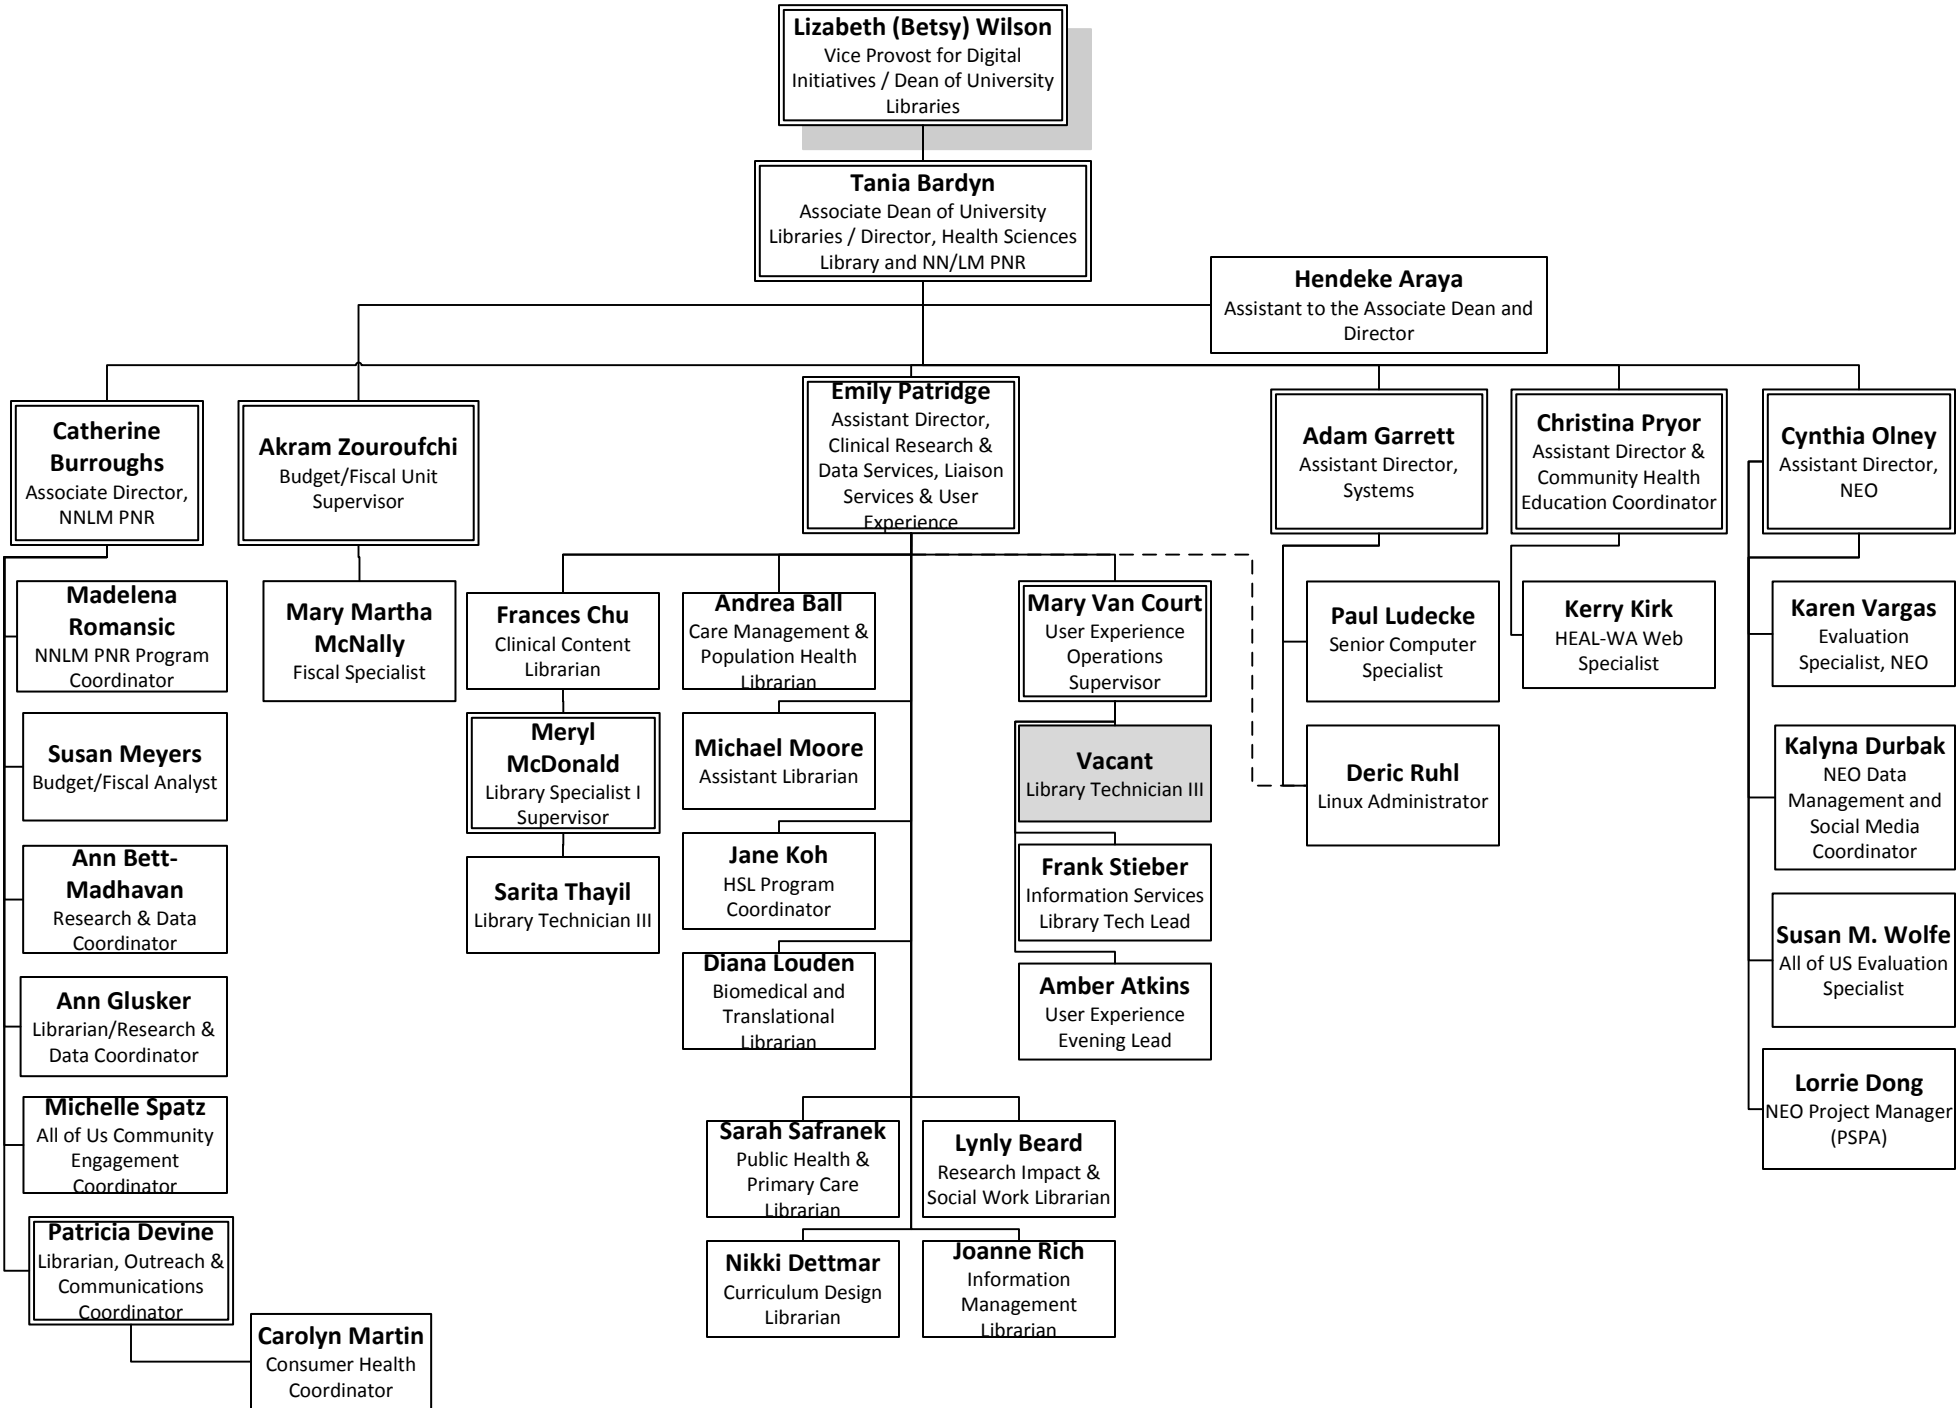 Lizabeth (Betsy) Wilson
Vice Provost for Digital
Initiatives / Dean of University
Libraries
Tania Bardyn
Associate Dean of University
Libraries / Director, Health Sciences
Library and NN/LM PNR
Hendeke Araya
Assistant to the Associate Dean and
Director
Catherine
Burroughs
Associate Director,
NNLM PNR
Akram Zouroufchi
Budget/Fiscal Unit
Supervisor
Emily Patridge
Assistant Director,
Clinical Research &
Data Services, Liaison
Services & User
Experience
Adam Garrett
Assistant Director,
Systems
Christina Pryor
Assistant Director &
Community Health
Education Coordinator
Cynthia Olney
Assistant Director,
NEO
Madelena
Romansic
NNLM PNR Program
Coordinator
Susan Meyers
Budget/Fiscal Analyst
Ann Bett-
Madhavan
Research & Data
Coordinator
Ann Glusker
Librarian/Research &
Data Coordinator
Michelle Spatz
All of Us Community
Engagement
Coordinator
Patricia Devine
Librarian, Outreach &
Communications
Coordinator
Carolyn Martin
Consumer Health
Coordinator
Mary Martha
McNally
Fiscal Specialist
Frances Chu
Clinical Content
Librarian
Meryl
McDonald
Library Specialist I
Supervisor
Sarita Thayil
Library Technician III
Andrea Ball
Care Management &
Population Health
Librarian
Michael Moore
Assistant Librarian
Jane Koh
HSL Program
Coordinator
Diana Louden
Biomedical and
Translational
Librarian
Mary Van Court
User Experience
Operations
Supervisor
Vacant
Library Technician III
Frank Stieber
Information Services
Library Tech Lead
Amber Atkins
User Experience
Evening Lead
Sarah Safranek
Public Health &
Primary Care
Librarian
Lynly Beard
Research Impact &
Social Work Librarian
Nikki Dettmar
Curriculum Design
Librarian
Joanne Rich
Information
Management
Librarian
Paul Ludecke
Senior Computer
Specialist
Deric Ruhl
Linux Administrator
Kerry Kirk
HEAL-WA Web
Specialist
Karen Vargas
Evaluation
Specialist, NEO
Kalyna Durbak
NEO Data
Management and
Social Media
Coordinator
Susan M. Wolfe
All of US Evaluation
Specialist
Lorrie Dong
NEO Project Manager
(PSPA)